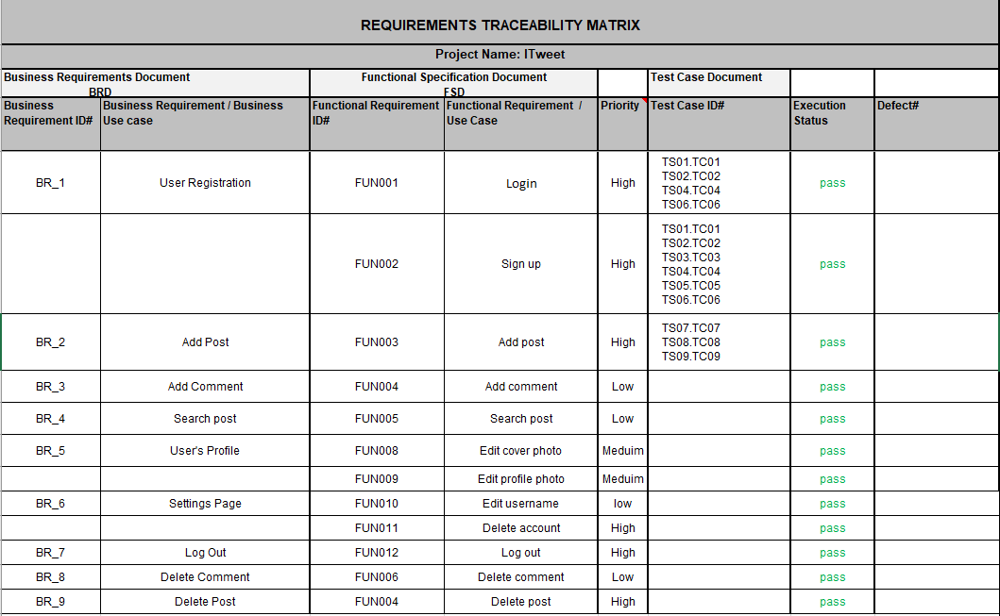 REQUIREMENTS TRACEABILITY MATRIX
Project Name: ITweet
Business Requirements Document BRD Functional Specification Document FSD Test Case Document
Business Requirement ID# Business Requirement / Business Use case Functional Requirement ID# Functional Requirement / Use Case Priority Test Case ID# Execution Status Defect#
BR_1 User Registration FUN001 Login High TS01.TC01
TS02.TC02
TS04.TC04
TS06.TC06 pass
FUN002 Sign up High TS01.TC01
TS02.TC02
TS03.TC03
TS04.TC04
TS05.TC05
TS06.TC06 pass
BR_2 Add Post FUN003 Add post High TS07.TC07
TS08.TC08
TS09.TC09 pass
BR_3 Add Comment FUN004 Add comment Low pass
BR_4 Search post FUN005 Search post Low pass
BR_5 User's Profile FUN008 Edit cover photo Meduim pass
FUN009 Edit profile photo Meduim pass
BR_6 Settings Page FUN010 Edit username low pass
FUN011 Delete account High pass
BR_7 Log Out FUN012 Log out High pass
BR_8 Delete Comment FUN006 Delete comment Low pass
BR_9 Delete Post FUN004 Delete post High pass